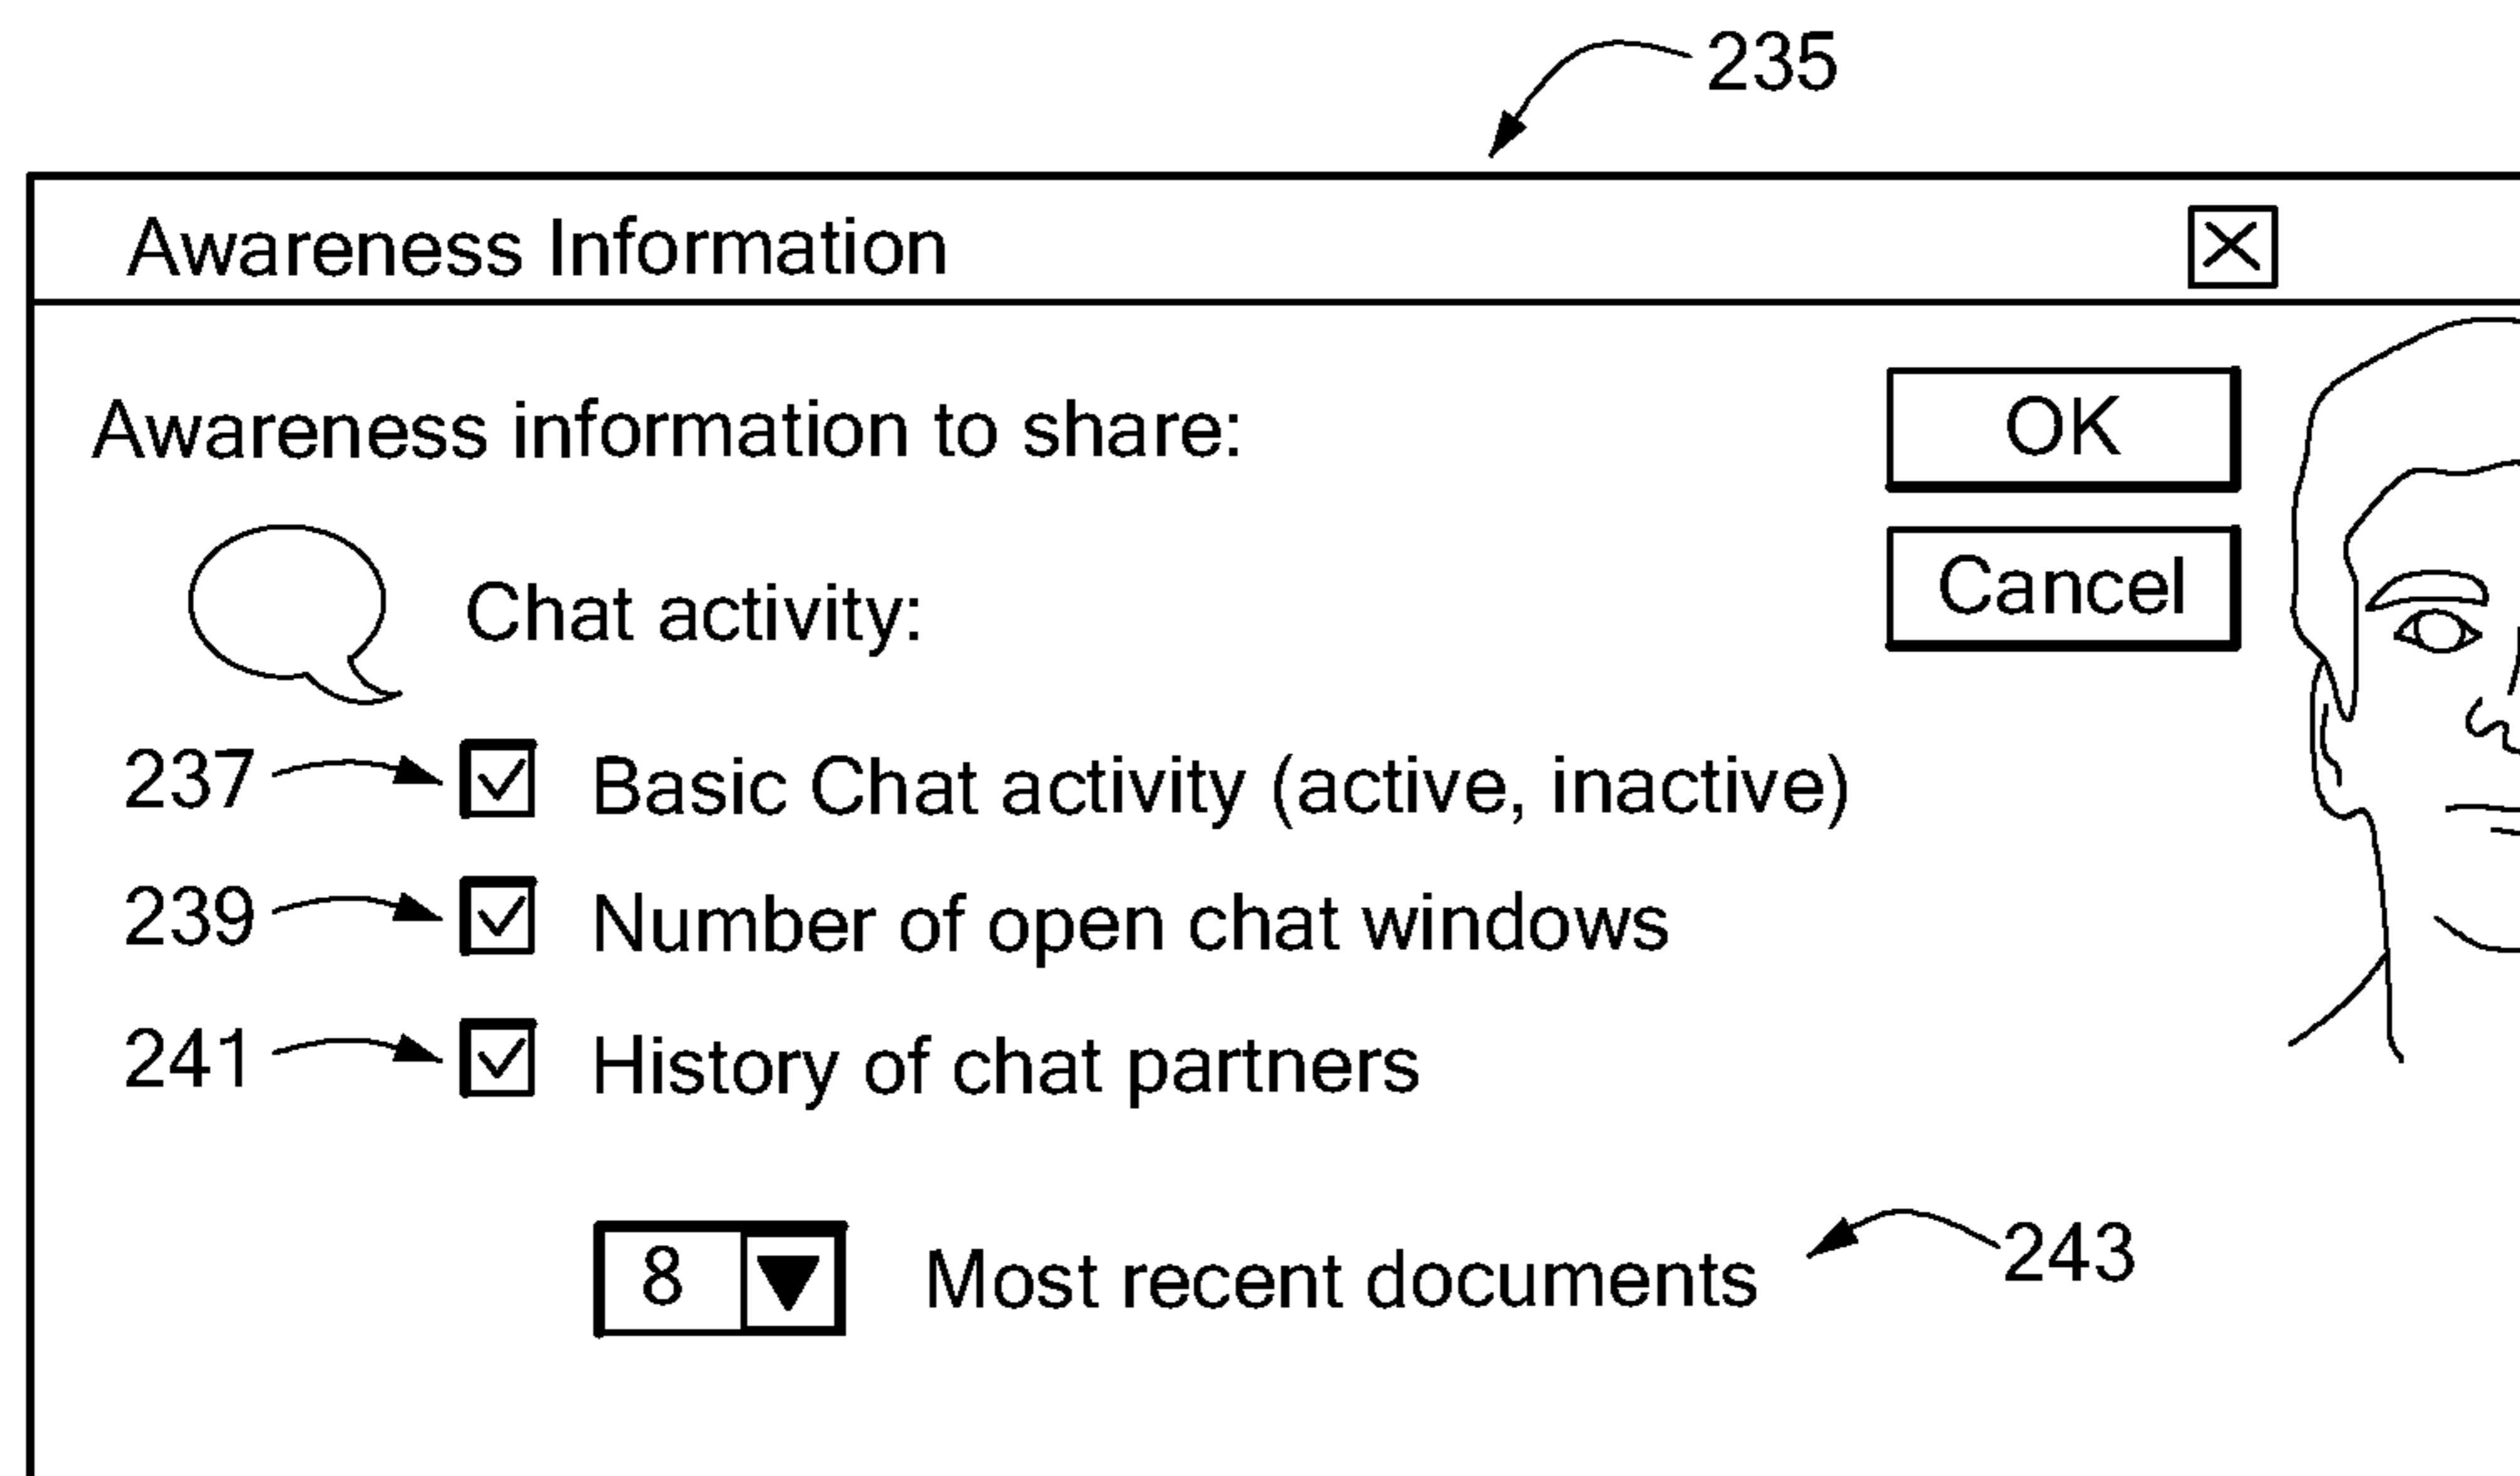 235
Awareness Information
Awareness information to share:
OK
Chat activity:
Cancel
237 Basic Chat activity (active, inactive)
239 Number of open chat windows
241 History of chat partners
8 Most recent documents 243